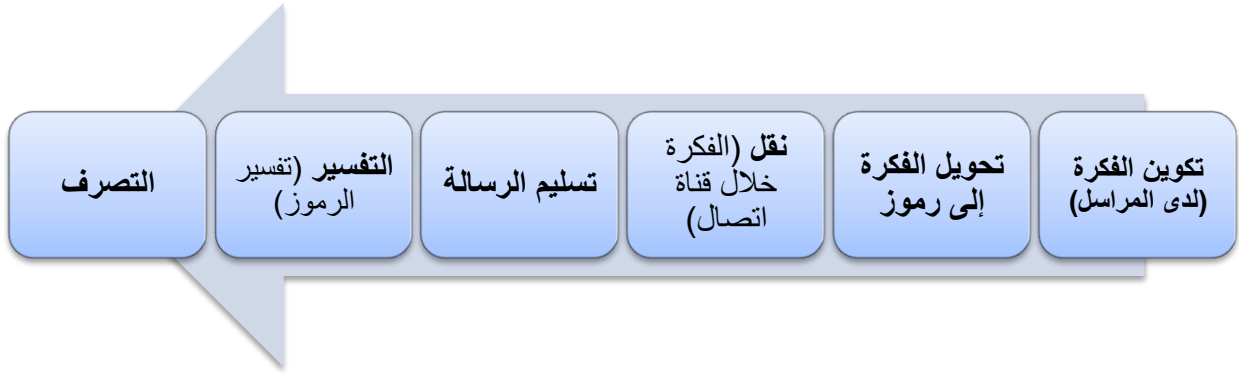 تكوين الفكرة
(لدى المراسل)
تحويل الفكرة
إلى رموز
نقل (الفكرة
خلال قناة
اتصال)
تسليم الرسالة
التفسير (تفسير
الرموز)
التصرف